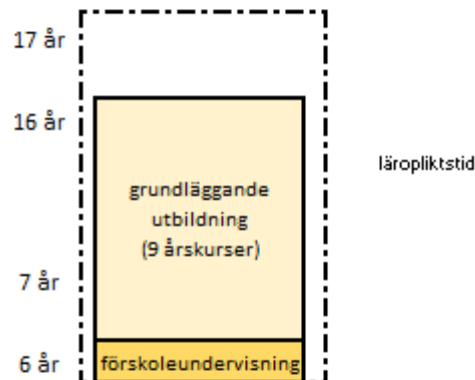 17 år
16 år
läropliktstid
grundläggande
utbildning
(9 årskurser)
7 år
6 år
förskoleundervisning